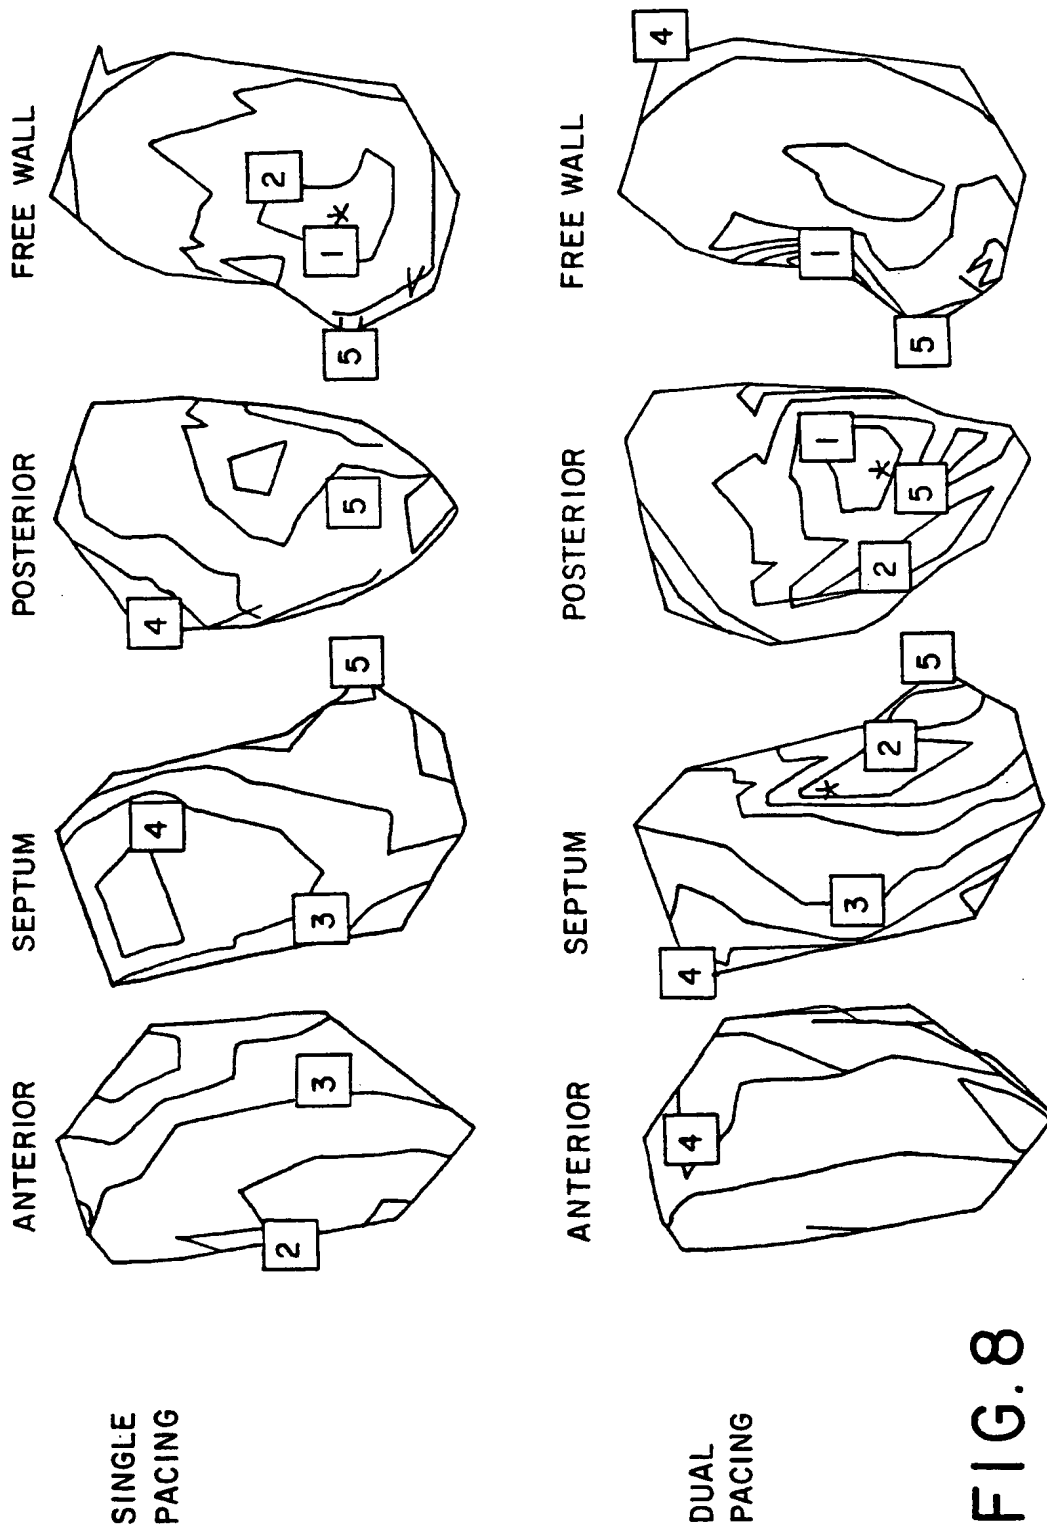 ANTERIOR SEPTUM POSTERIOR FREE WALL
SINGLE
PACING
4 4
2 2
3 3 1
5 5 5
ANTERIOR SEPTUM POSTERIOR FREE WALL
DUAL
PACING
4 4 4
1 1
3
2 2
5 5 5
FIG. 8